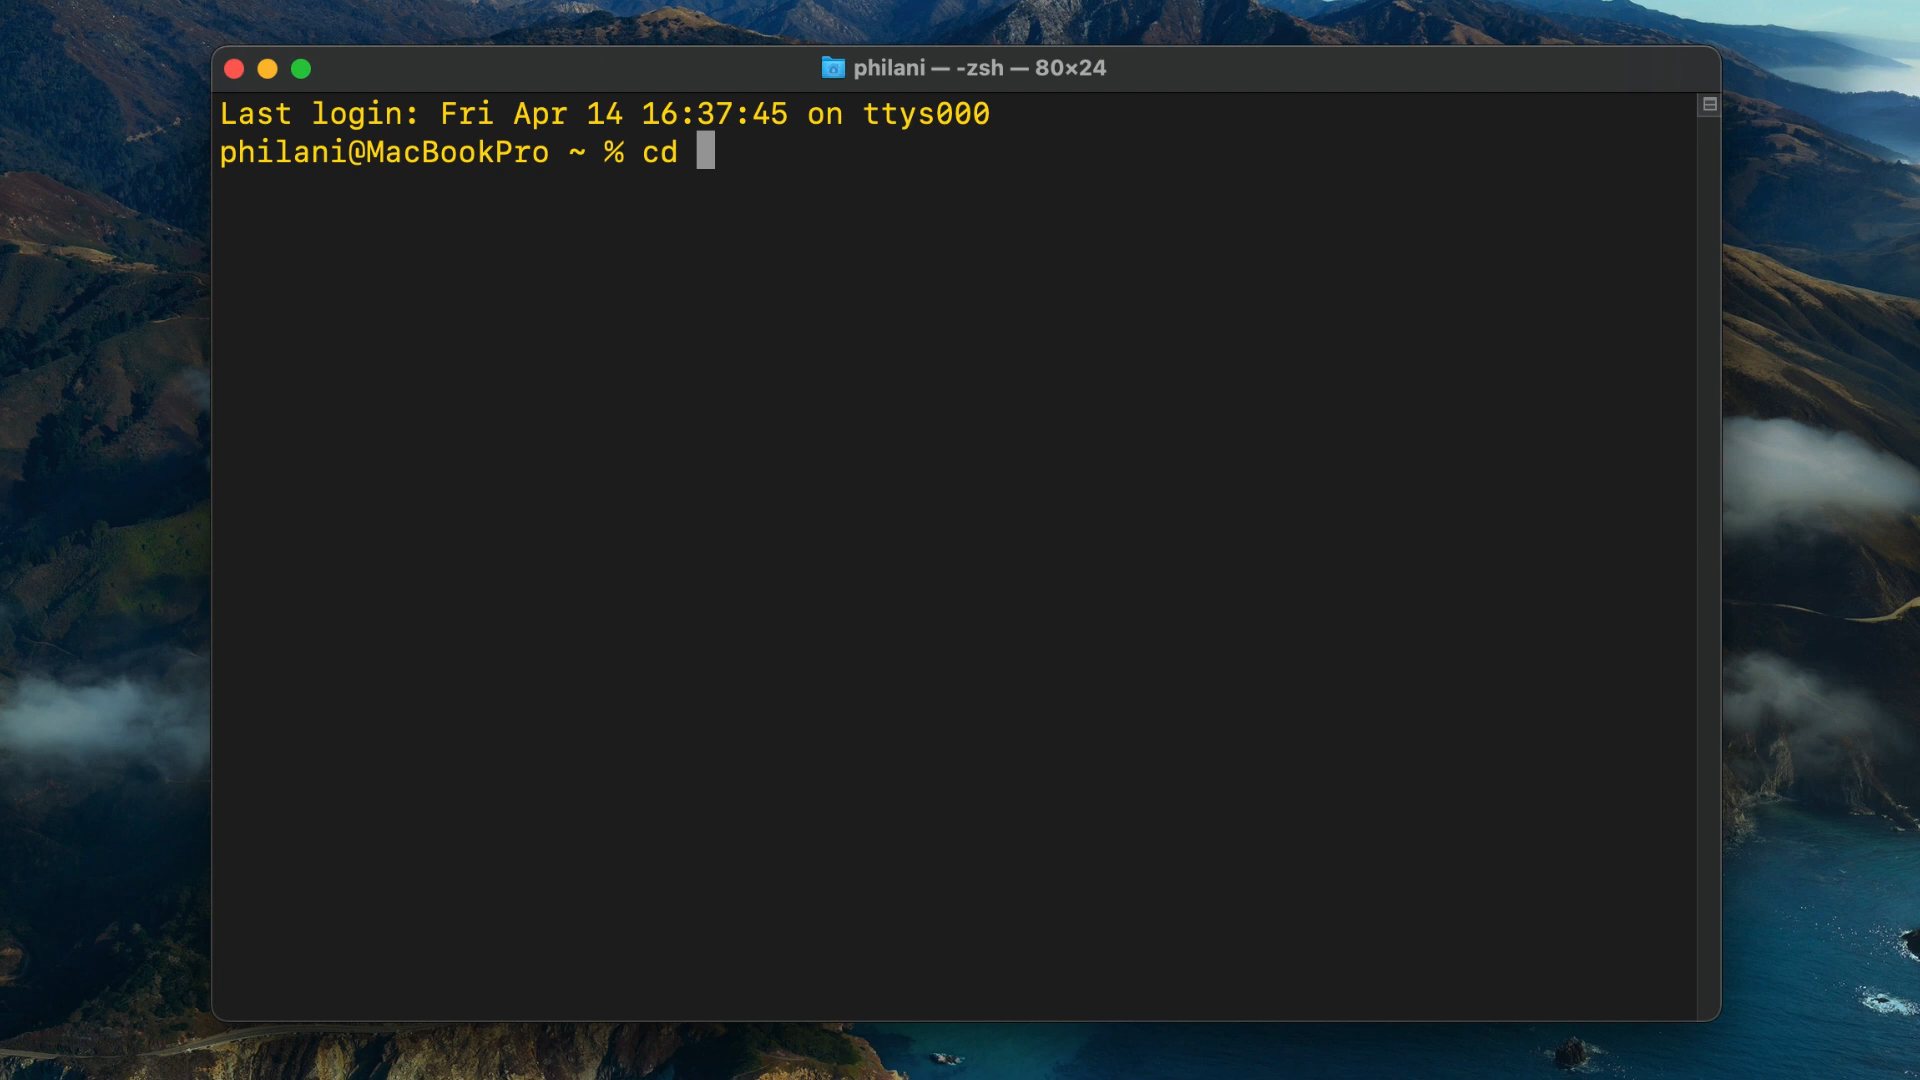 philani — -zsh — 80×24
Last login: Fri Apr 14 16:37:45 on ttys000
philani@MacBookPro ~ % cd